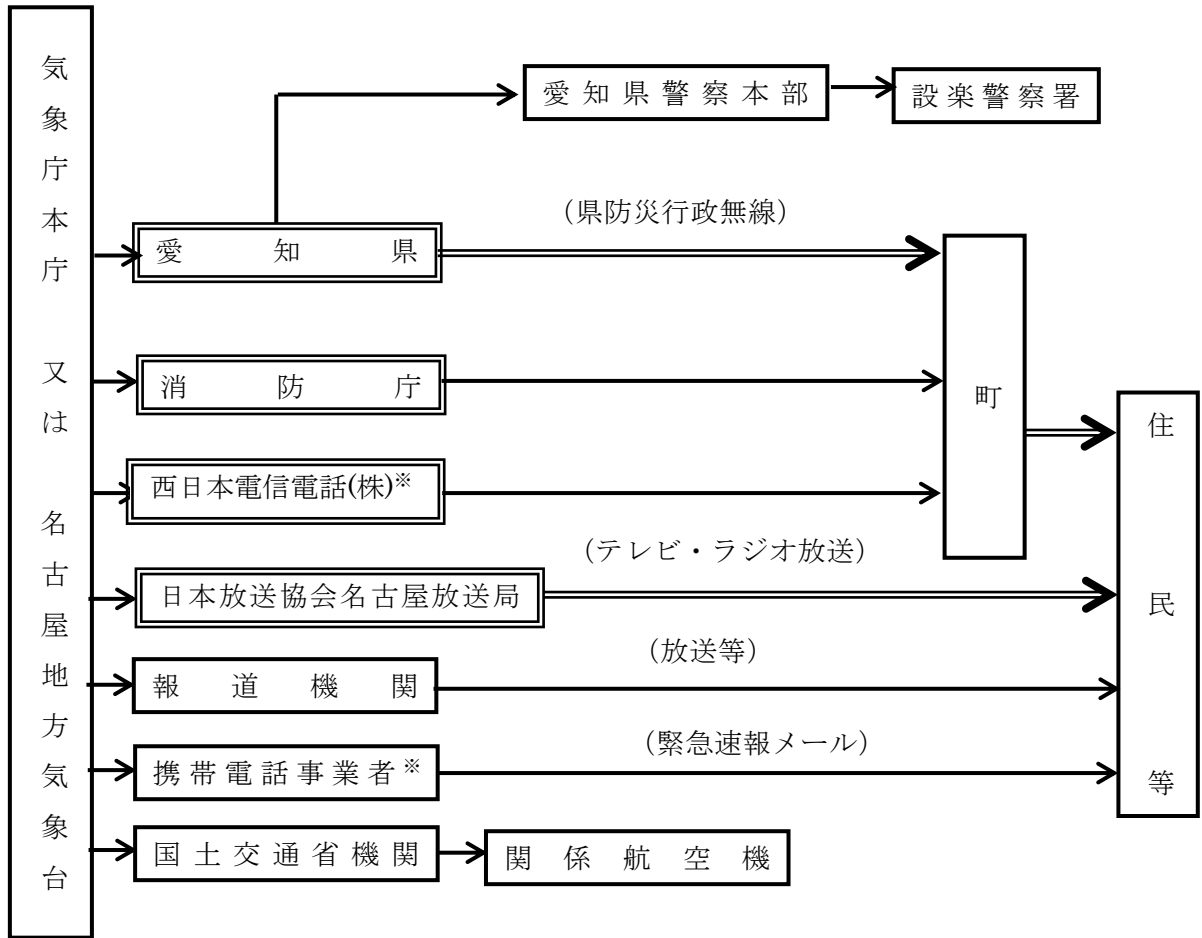 気象庁本庁 又は 名古屋地方気象台
愛知県警察本部
設楽警察署
（県防災行政無線）
愛知県
消防庁
町
住民等
西日本電信電話(株)※
（テレビ・ラジオ放送）
日本放送協会名古屋放送局
（放送等）
報道機関
（緊急速報メール）
携帯電話事業者※
国土交通省機関
関係航空機